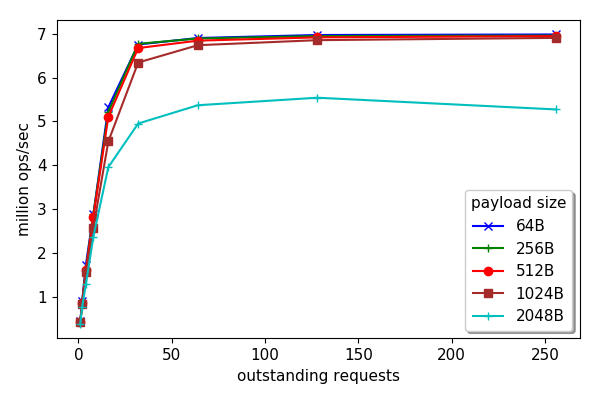 7
6
5
4
3
2
1
million ops/sec
payload size
64B
256B
512B
1024B
2048B
0 50 100 150 200 250
outstanding requests